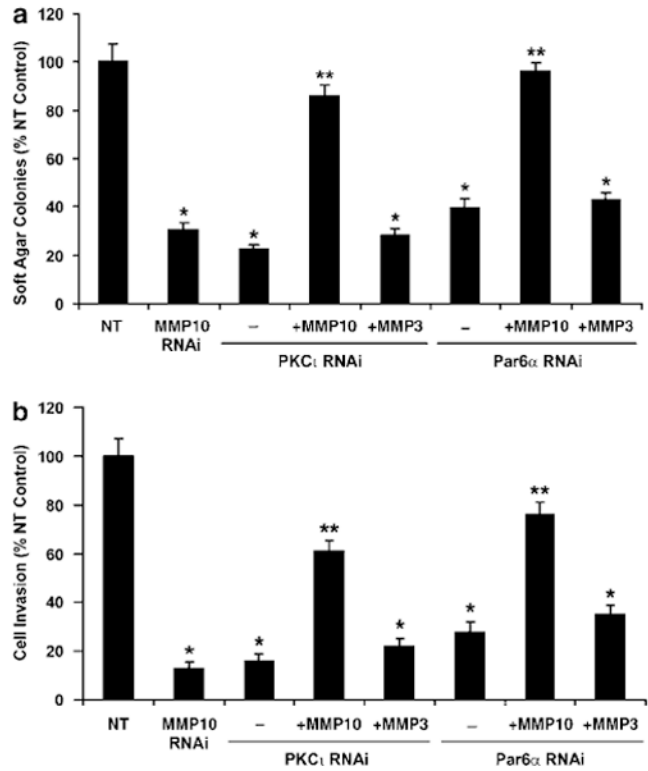 a
Soft Agar Colonies (% NT Control)
120
100
80
60
40
20
0
*
*
**
*
*
**
*
NT
MMP10
RNAi
–
+MMP10
+MMP3
–
+MMP10
+MMP3
PKCι RNAi
Par6α RNAi
b
Cell Invasion (% NT Control)
120
100
80
60
40
20
0
*
*
**
*
*
**
*
NT
MMP10
RNAi
–
+MMP10
+MMP3
–
+MMP10
+MMP3
PKCι RNAi
Par6α RNAi